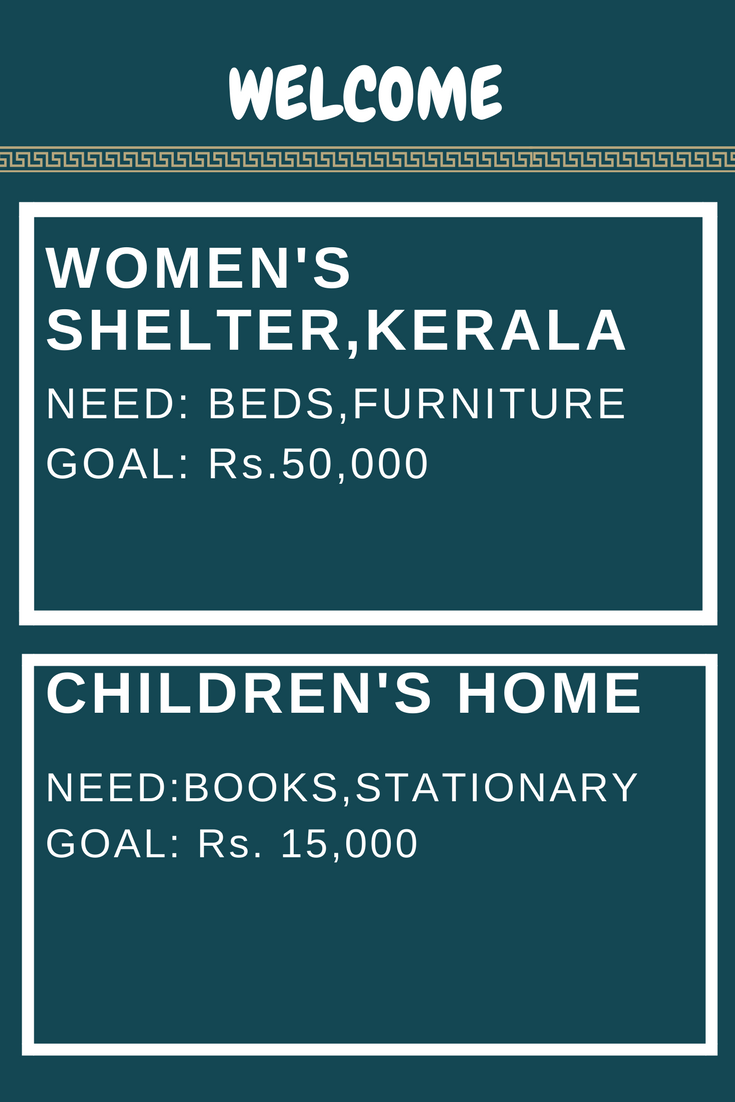 WELCOME
WOMEN'S
SHELTER,KERALA
NEED: BEDS,FURNITURE
GOAL: Rs.50,000
CHILDREN'S HOME
NEED:BOOKS,STATIONARY
GOAL: Rs. 15,000